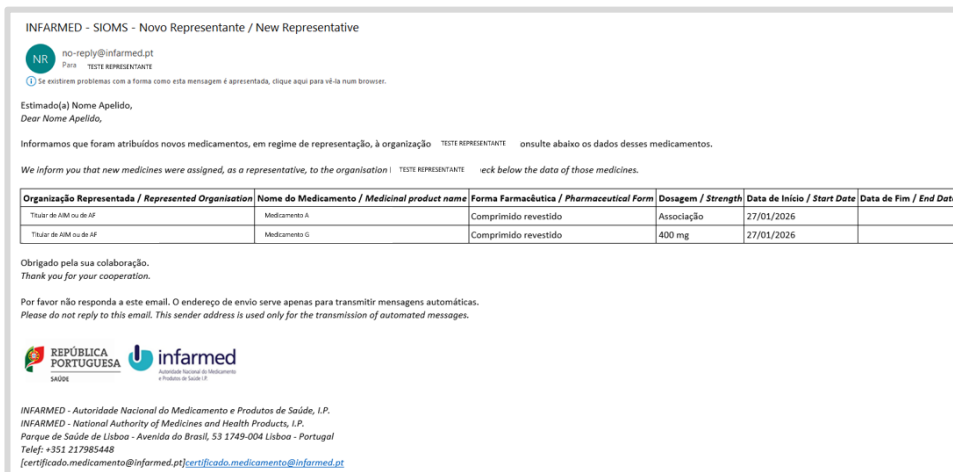 INFARMED - SIOMS - Novo Representante / New Representative
NR
no-reply@infarmed.pt
Para TESTE REPRESENTANTE
Se existirem problemas com a forma como esta mensagem é apresentada, clique aqui para vê-la num browser.
Estimado(a) Nome Apelido,
Dear Nome Apelido,
Informamos que foram atribuídos novos medicamentos, em regime de representação, à organização TESTE REPRESENTANTE onsulte abaixo os dados desses medicamentos.
We inform you that new medicines were assigned, as a representative, to the organisation TESTE REPRESENTANTE eck below the data of those medicines.
Organização Representada / Represented Organisation Nome do Medicamento / Medicinal product name Forma Farmacêutica / Pharmaceutical Form Dosagem / Strength Data de Início / Start Date Data de Fim / End Date
Titular de AIM ou de AF Medicamento A Comprimido revestido Associação 27/01/2026
Titular de AIM ou de AF Medicamento G Comprimido revestido 400 mg 27/01/2026
Obrigado pela sua colaboração.
Thank you for your cooperation.
Por favor não responda a este email. O endereço de envio serve apenas para transmitir mensagens automáticas.
Please do not reply to this email. This sender address is used only for the transmission of automated messages.
REPÚBLICA
PORTUGUESA
SAÚDE
infarmed
Autoridade Nacional do Medicamento
e Produtos de Saúde I.P.
INFARMED - Autoridade Nacional do Medicamento e Produtos de Saúde, I.P.
INFARMED - National Authority of Medicines and Health Products, I.P.
Parque de Saúde de Lisboa - Avenida do Brasil, 53 1749-004 Lisboa - Portugal
Telef: +351 217985448
[certificado.medicamento@infarmed.pt]certificado.medicamento@infarmed.pt